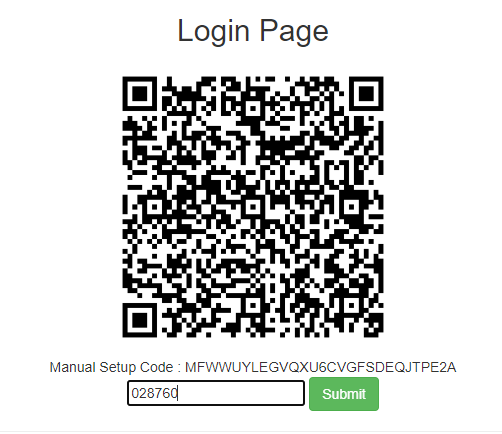 Login Page
Manual Setup Code : MFWWUYLEGVQXU6CVGFSDEQJTPE2A
028760
Submit